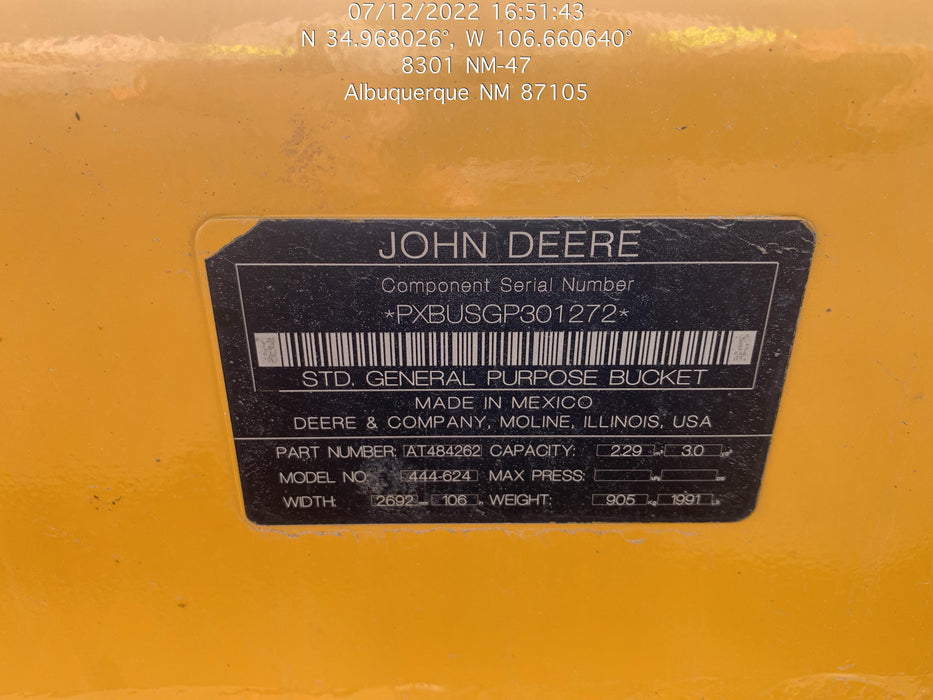 07/12/2022 16:51:43
N 34.968026°, W 106.660640°
8301 NM-47
Albuquerque NM 87105
JOHN DEERE
Component Serial Number
*PXBUSGP301272*
STD. GENERAL PURPOSE BUCKET
MADE IN MEXICO
DEERE & COMPANY, MOLINE, ILLINOIS, USA
PART NUMBER: AT484262 CAPACITY: 2.29 3.0
MODEL NO. 444-624 MAX PRESS:
WIDTH: 2692 106 WEIGHT: 905 1991